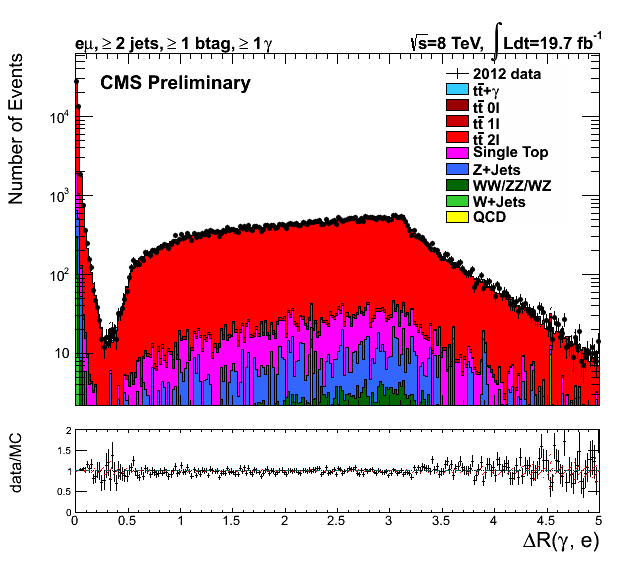 eμ, ≥ 2 jets, ≥ 1 btag, ≥ 1 γ
√s=8 TeV, ∫Ldt=19.7 fb⁻¹
CMS Preliminary
2012 data
tt̄+γ
tt̄ 0l
tt̄ 1l
tt̄ 2l
Single Top
Z+Jets
WW/ZZ/WZ
W+Jets
QCD
Number of Events
10⁴
10³
10²
10
data/MC
2
1.5
1
0.5
0
0 0.5 1 1.5 2 2.5 3 3.5 4 4.5 5
ΔR(γ, e)